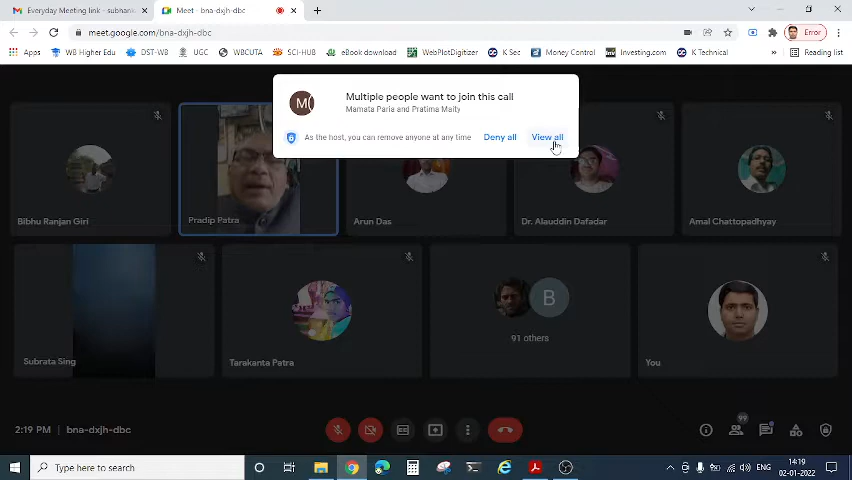 Everyday Meeting link - subhank
Meet - bna-dxjh-dbc
meet.google.com/bna-dxjh-dbc
Error
Apps
WB Higher Edu
DST-WB
UGC
WBCUTA
SCI-HUB
eBook download
WebPlotDigitizer
K Sec
Money Control
Investing.com
K Technical
Reading list
M(
Multiple people want to join this call
Mamata Paria and Pratima Maity
As the host, you can remove anyone at any time
Deny all
View all
Bibhu Ranjan Giri
Pradip Patra
Arun Das
Dr. Alauddin Dafadar
Amal Chattopadhyay
Subrata Sing
Tarakanta Patra
B
91 others
You
2:19 PM | bna-dxjh-dbc
99
Type here to search
ENG
14:19
02-01-2022